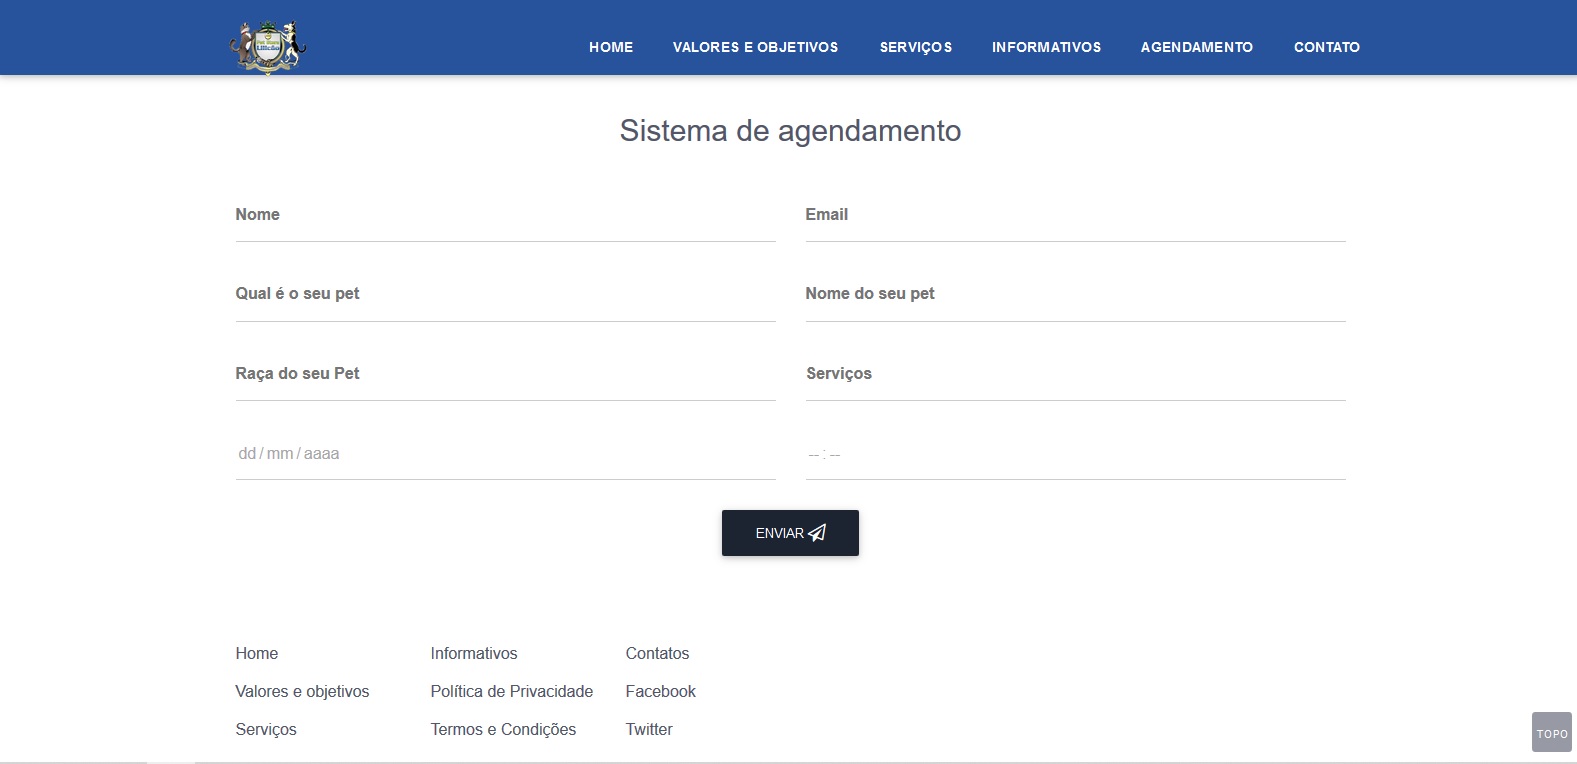 HOME VALORES E OBJETIVOS SERVIÇOS INFORMATIVOS AGENDAMENTO CONTATO
Sistema de agendamento
Nome Email
Qual é o seu pet Nome do seu pet
Raça do seu Pet Serviços
dd / mm / aaaa -- : --
ENVIAR
Home Informativos Contatos
Valores e objetivos Política de Privacidade Facebook
Serviços Termos e Condições Twitter
TOPO